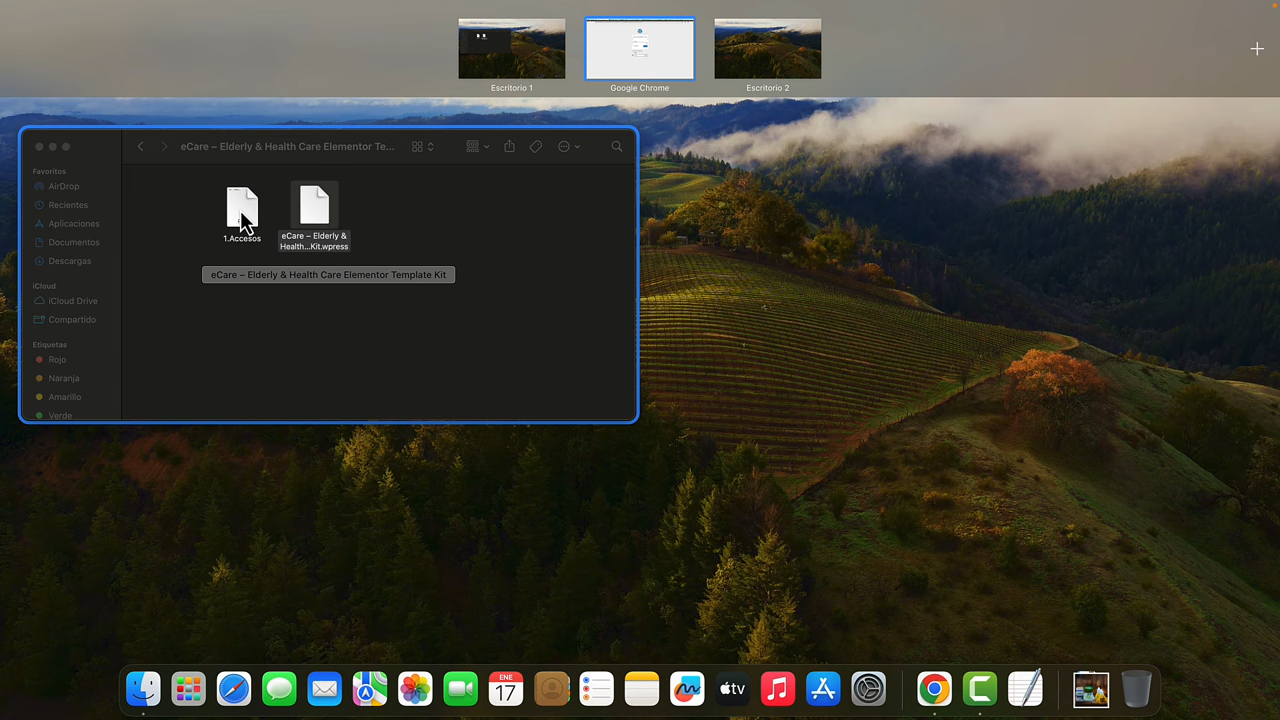 Escritorio 1
Google Chrome
Escritorio 2
eCare – Elderly & Health Care Elementor Te...
Favoritos
AirDrop
Recientes
Aplicaciones
Documentos
Descargas
iCloud
iCloud Drive
Compartido
Etiquetas
Rojo
Naranja
Amarillo
Verde
1.Accesos
eCare – Elderly &
Health...Kit.wpress
eCare – Elderly & Health Care Elementor Template Kit
ENE
17
tv